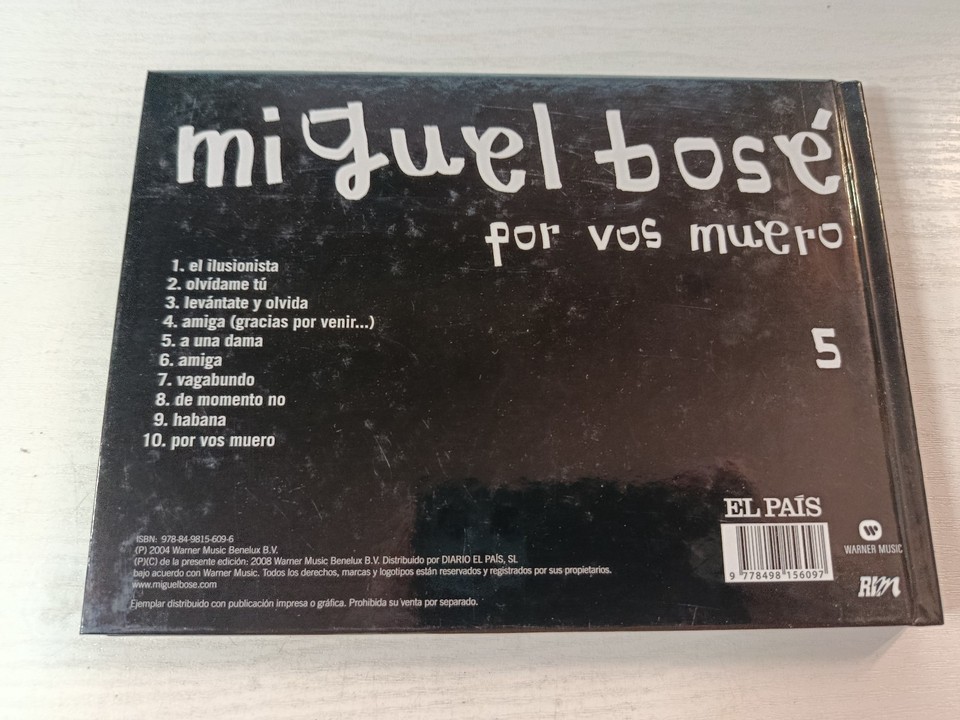 miguel bosé
por vos muero
1. el ilusionista
2. olvídame tú
3. levántate y olvida
4. amiga (gracias por venir...)
5. a una dama
6. amiga
7. vagabundo
8. de momento no
9. habana
10. por vos muero
5
EL PAÍS
ISBN: 978-84-9815-609-6
(P) 2004 Warner Music Benelux B.V.
(P)(C) de la presente edición: 2008 Warner Music Benelux B.V. Distribuido por DIARIO EL PAÍS, SL
bajo acuerdo con Warner Music. Todos los derechos, marcas y logotipos están reservados y registrados por sus propietarios.
www.miguelbose.com
Ejemplar distribuido con publicación impresa o gráfica. Prohibida su venta por separado.
9 778498 156097
WARNER MUSIC
RLM